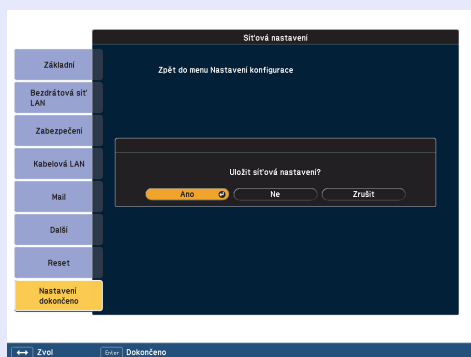 Síťová nastavení
Základní
Zpět do menu Nastavení konfigurace
Bezdrátová síť
LAN
Zabezpečení
Kabelová LAN
Uložit síťová nastavení?
Mail
Ano
Ne
Zrušit
Další
Reset
Nastavení
dokončeno
Zvol
Enter
Dokončeno